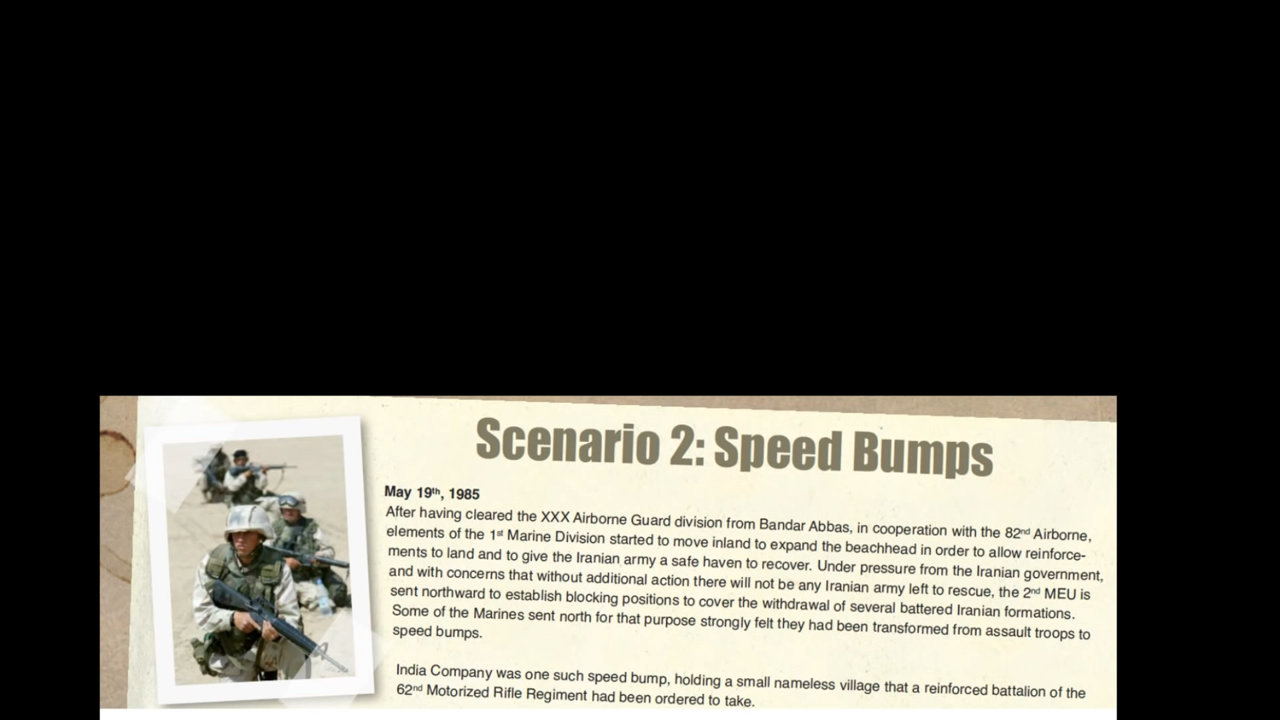 Scenario 2: Speed Bumps
May 19th, 1985
After having cleared the XXX Airborne Guard division from Bandar Abbas, in cooperation with the 82nd Airborne,
elements of the 1st Marine Division started to move inland to expand the beachhead in order to allow reinforce-
ments to land and to give the Iranian army a safe haven to recover. Under pressure from the Iranian government,
and with concerns that without additional action there will not be any Iranian army left to rescue, the 2nd MEU is
sent northward to establish blocking positions to cover the withdrawal of several battered Iranian formations.
Some of the Marines sent north for that purpose strongly felt they had been transformed from assault troops to
speed bumps.
India Company was one such speed bump, holding a small nameless village that a reinforced battalion of the
62nd Motorized Rifle Regiment had been ordered to take.